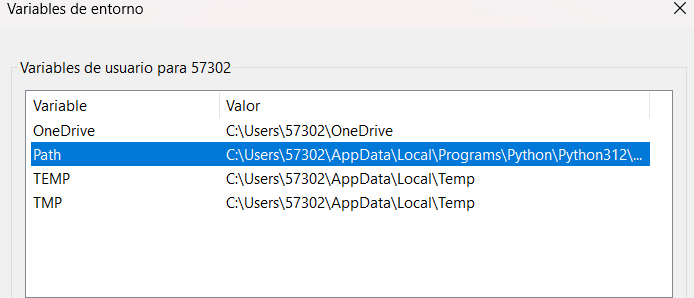 Variables de entorno
Variables de usuario para 57302
Variable Valor
OneDrive C:\Users\57302\OneDrive
Path C:\Users\57302\AppData\Local\Programs\Python\Python312\...
TEMP C:\Users\57302\AppData\Local\Temp
TMP C:\Users\57302\AppData\Local\Temp